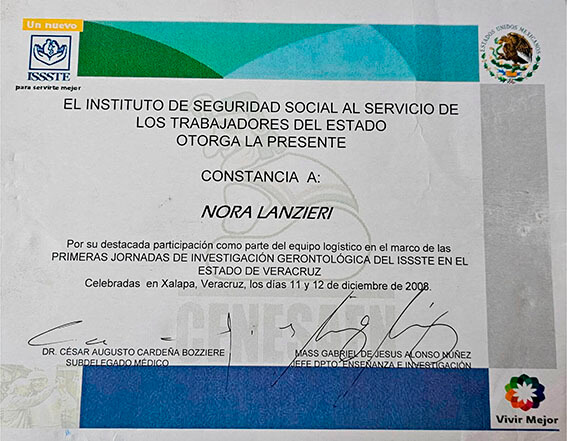 Un nuevo
ISSSTE
para servirte mejor
ESTADOS UNIDOS MEXICANOS
EL INSTITUTO DE SEGURIDAD SOCIAL AL SERVICIO DE
LOS TRABAJADORES DEL ESTADO
OTORGA LA PRESENTE
CONSTANCIA A:
NORA LANZIERI
Por su destacada participación como parte del equipo logístico en el marco de las
PRIMERAS JORNADAS DE INVESTIGACIÓN GERONTOLÓGICA DEL ISSSTE EN EL
ESTADO DE VERACRUZ
Celebradas en Xalapa, Veracruz, los días 11 y 12 de diciembre de 2008.
DR. CÉSAR AUGUSTO CARDEÑA BOZZIERE
SUBDELEGADO MÉDICO
MASS GABRIEL DE JESUS ALONSO NUÑEZ
JEFE DPTO. ENSEÑANZA E INVESTIGACIÓN
Vivir Mejor